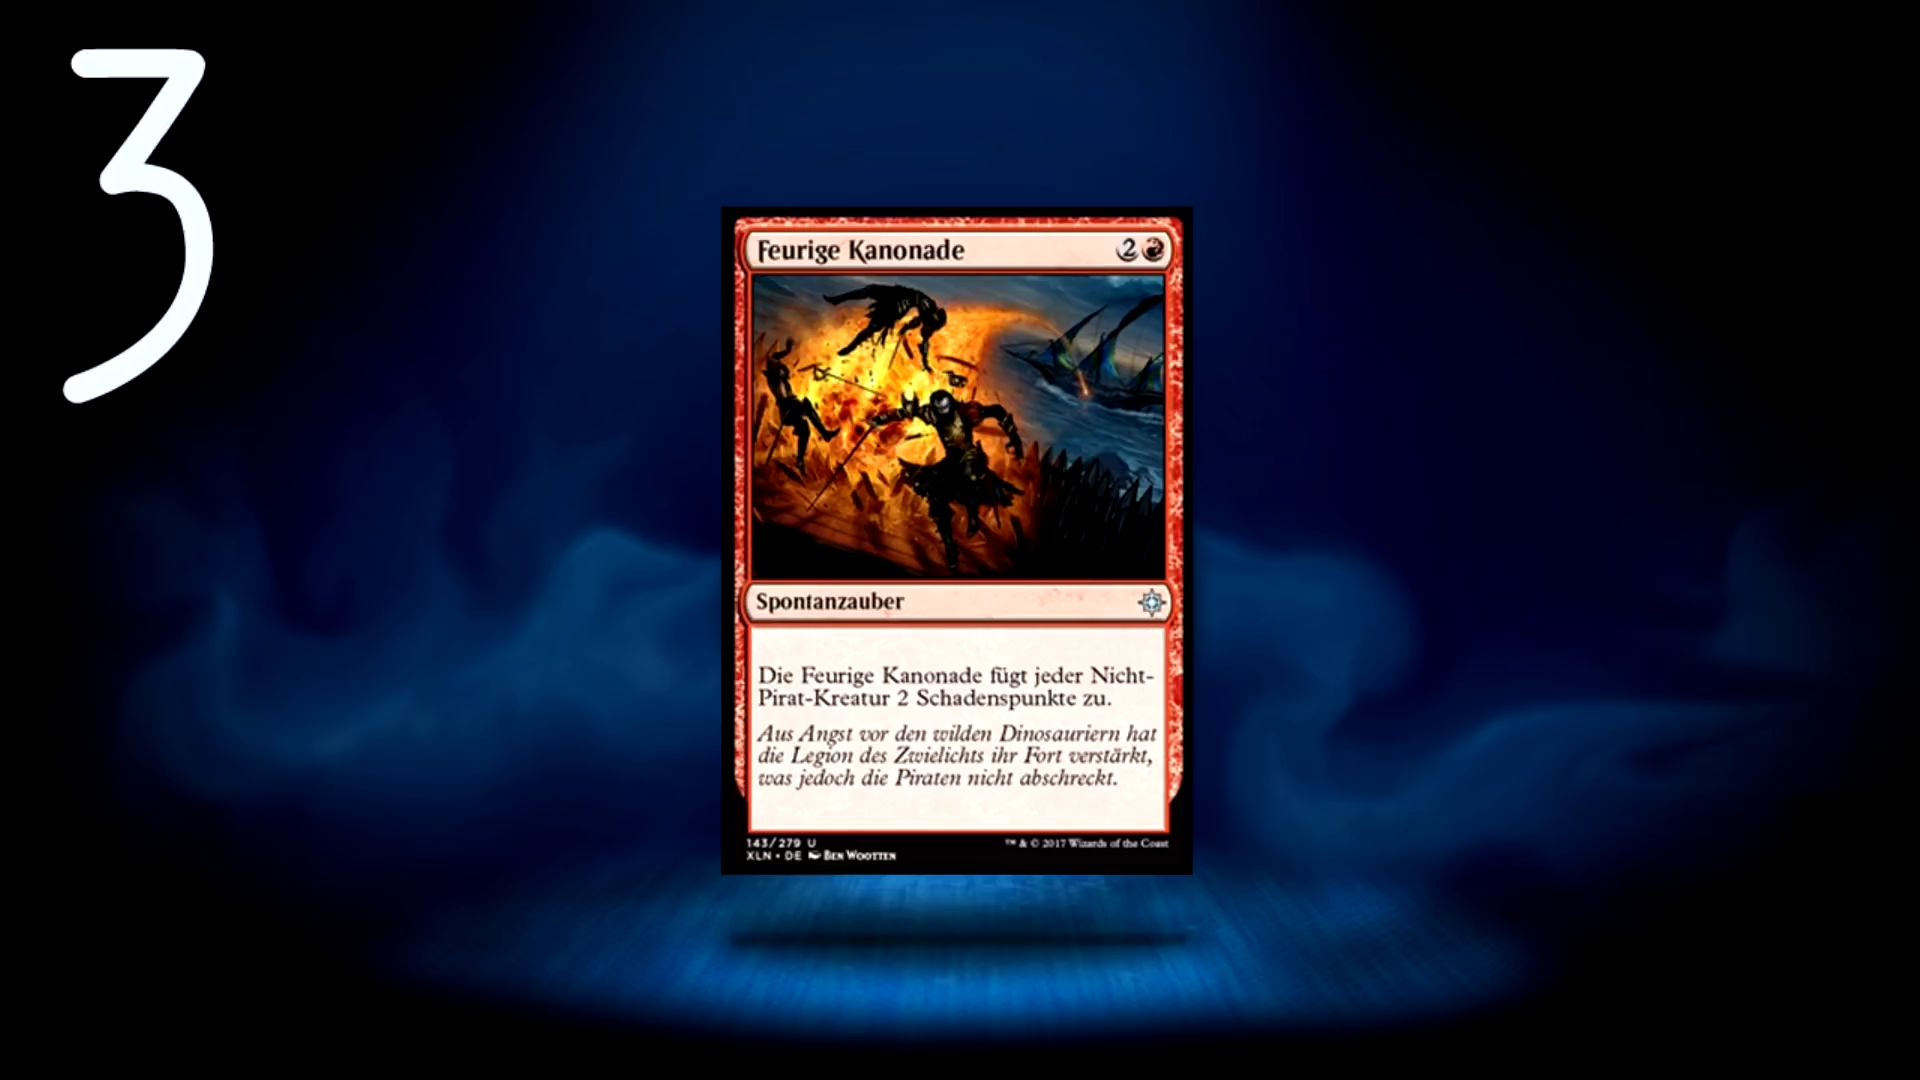 3
Feurige Kanonade 2
Spontanzauber
Die Feurige Kanonade fügt jeder Nicht-
Pirat-Kreatur 2 Schadenspunkte zu.
Aus Angst vor den wilden Dinosauriern hat
die Legion des Zwielichts ihr Fort verstärkt,
was jedoch die Piraten nicht abschreckt.
143/279 U
XLN • DE Ben Wootten
™ & © 2017 Wizards of the Coast